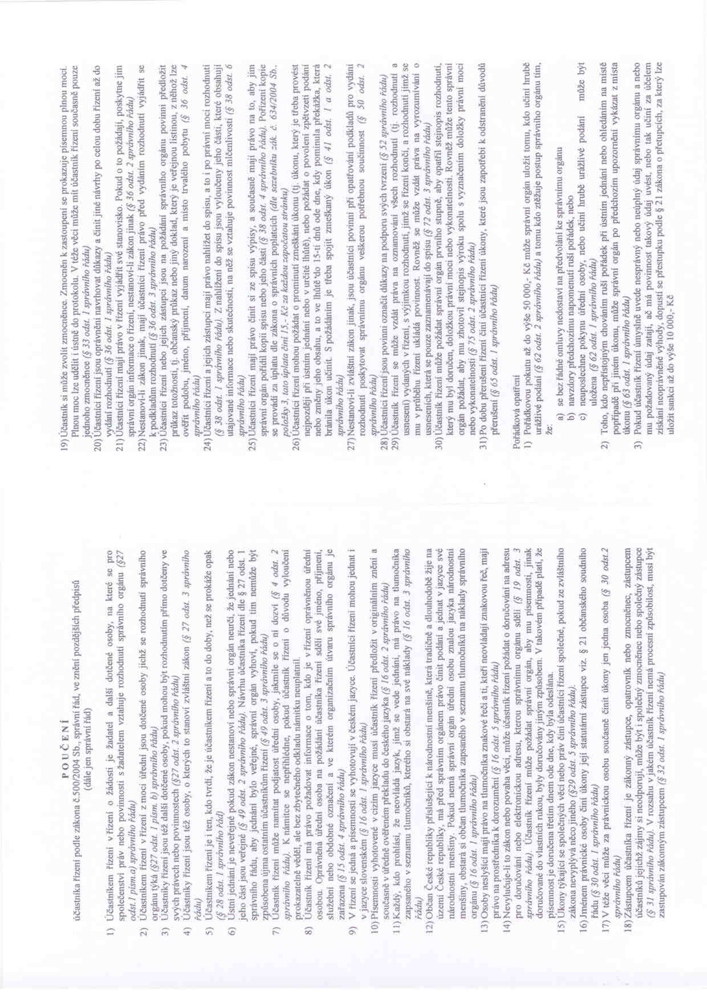 P O U Č E N Í
účastníka řízení podle zákona č.500/2004 Sb., správní řád, ve znění pozdějších předpisů
(dále jen správní řád)
1) Účastníkem řízení v řízení o žádosti je žadatel a další dotčené osoby, na které se pro
společenství práv nebo povinností s žadatelem vztahuje rozhodnutí správního orgánu (§27
odst.1 písm a) správního řádu)
2) Účastníkem řízení v řízení z moci úřední jsou dotčené osoby jichž se rozhodnutí správního
orgánu týká (§27 odst. 1 písm. b) správního řádu)
3) Účastníky řízení jsou též další dotčené osoby, pokud mohou být rozhodnutím přímo dotčeny ve
svých právech nebo povinnostech (§27 odst. 2 správního řádu)
4) Účastníky řízení jsou též osoby, o kterých to stanoví zvláštní zákon (§ 27 odst. 3 správního
řádu)
5) Účastníkem řízení je i ten, kdo tvrdí, že je účastníkem řízení a to do doby, než se prokáže opak
(§ 28 odst. 1 správního řád)
6) Ústní jednání je neveřejné pokud zákon nestanoví nebo správní orgán neurčí, že jednání nebo
jeho část jsou veřejné (§ 49 odst. 2 správního řádu). Návrhu účastníka řízení dle § 27 odst. 1
správního řádu, aby jednání bylo veřejné, správní orgán vyhoví, pokud tím nemůže být
způsobena újma ostatním účastníkům řízení (§ 49 odst. 3 správního řádu)
7) Účastník řízení může namítat podjatost úřední osoby, jakmile se o ní dozví (§ 4 odst. 2
správního řádu). K námitce se nepřihlédne, pokud účastník řízení o důvodu vyloučení
prokazatelně věděl, ale bez zbytečného odkladu námitku neuplatnil.
8) Účastník řízení má právo požadovat informace o tom, kdo je v řízení oprávněnou úřední
osobou. Oprávněná úřední osoba na požádání účastníka řízení sdělí své jméno, příjmení,
služební nebo obdobné označení a ve kterém organizačním útvaru správního orgánu je
zařazena (§ 15 odst. 4 správního řádu)
9) V řízení se jedná a písemnosti se vyhotovují v českém jazyce. Účastníci řízení mohou jednat i
v jazyce slovenském (§ 16 odst. 1 správního řádu)
10) Písemnosti vyhotovené v cizím jazyce musí účastník řízení předložit v originálním znění a
současně v úředně ověřeném překladu do českého jazyka (§ 16 odst. 2 správního řádu)
11) Každý, kdo prohlásí, že neovládá jazyk, jímž se vede jednání, má právo na tlumočníka
zapsaného v seznamu tlumočníků, kterého si obstará na své náklady (§ 16 odst. 3 správního
řádu)
12) Občan České republiky příslušející k národnostní menšině, která tradičně a dlouhodobě žije na
území České republiky, má před správním orgánem právo činit podání a jednat v jazyce své
národnostní menšiny. Pokud nemá správní orgán úřední osobu znalou jazyka národnostní
menšiny, obstará si občan tlumočníka zapsaného v seznamu tlumočníků na náklady správního
orgánu (§ 16 odst. 1 správního řádu)
13) Osoby neslyšící mají právo na tlumočníka znakové řeči a ti, kteří neovládají znakovou řeč, mají
právo na prostředníka k dorozumění (§ 16 odst. 5 správního řádu)
14) Nevylučuje-li to zákon nebo povaha věci, může účastník řízení požádat o doručování na adresu
pro doručování nebo elektronickou adresu, kterou správnímu orgánu sdělí (§ 19 odst. 3
správního řádu). Účastník řízení může požádat správní orgán, aby mu písemnosti, jinak
doručované do vlastních rukou, byly doručovány jiným způsobem. V takovém případě platí, že
písemnost je doručena třetím dnem ode dne, kdy byla odeslána.
15) Úkony týkající se společných věcí nebo práv činí účastníci řízení společně, pokud ze zvláštního
zákona nevyplývá něco jiného (§29 odst. 5 správního řádu).
16) Jménem právnické osoby činí úkony její statutární zástupce viz. § 21 občanského soudního
řádu (§ 30 odst. 1 správního řádu)
17) V téže věci může za právnickou osobu současně činit úkony jen jedna osoba (§ 30 odst.2
správního řádu)
18) Zástupcem účastníka řízení je zákonný zástupce, opatrovník nebo zmocněnec, zástupcem
účastníků jejichž zájmy si neodporují, může být i společný zmocněnec nebo společný zástupce
(§ 31 správního řádu). V rozsahu v jakém účastník řízení nemá procesní způsobilost, musí být
zastupován zákonným zástupcem (§ 32 odst. 1 správního řádu)
19) Účastník si může zvolit zmocněnce. Zmocněn k zastoupení se prokazuje písemnou plnou mocí.
Plnou moc lze udělit i ústně do protokolu. V téže věci může mít účastník řízení současně pouze
jednoho zmocněnce (§ 33 odst. 1 správního řádu)
20) Účastníci řízení jsou oprávněni navrhovat důkazy a činit jiné návrhy po celou dobu řízení až do
vydání rozhodnutí (§ 36 odst. 1 správního řádu)
21) Účastníci řízení mají právo v řízení vyjádřit své stanovisko. Pokud o to požádají, poskytne jim
správní orgán informace o řízení, nestanoví-li zákon jinak (§ 36 odst. 2 správního řádu)
22) Nestanoví-li zákon jinak, mají účastníci řízení právo před vydáním rozhodnutí vyjádřit se
k podkladům rozhodnutí (§ 36 odst. 3 správního řádu)
23) Účastníci řízení nebo jejich zástupci jsou na požádání správního orgánu povinni předložit
průkaz totožnosti, tj. občanský průkaz nebo jiný doklad, který je veřejnou listinou, z něhož lze
ověřit podobu, jméno, příjmení, datum narození a místo trvalého pobytu (§ 36 odst. 4
správního řádu)
24) Účastníci řízení a jejich zástupci mají právo nahlížet do spisu, a to i po právní moci rozhodnutí
(§ 38 odst. 1 správního řádu). Z nahlížení do spisu jsou vyloučeny jeho části, které obsahují
utajované informace nebo skutečnosti, na něž se vztahuje povinnost mlčenlivosti (§ 38 odst. 6
správního řádu)
25) Účastníci řízení mají právo činit si ze spisu výpisy, a současně mají právo na to, aby jim
správní orgán pořídil kopii spisu nebo jeho části (§ 38 odst. 4 správního řádu). Pořízení kopie
se provádí za úplatu dle zákona o správních poplatcích (dle sazebníku zák. č. 634/2004 Sb.,
položky 3, tato úplata činí 15,- Kč za každou započatou stránku)
26) Účastníci řízení mohou požádat o prominutí zmeškání úkonu (tj. úkonu, který je třeba provést
nejpozději při ústním jednání nebo v určité lhůtě), nebo požádat o povolení zpětvzetí podání
nebo změny jeho obsahu, a to ve lhůtě do 15-ti dnů ode dne, kdy pominula překážka, která
bránila úkon učinit. S požádáním je třeba spojit zmeškaný úkon (§ 41 odst. 1 a odst. 2
správního řádu)
27) Nestanoví-li zvláštní zákon jinak, jsou účastníci povinni při opatřování podkladů pro vydání
rozhodnutí poskytovat správnímu orgánu veškerou potřebnou součinnost (§ 50 odst. 2
správního řádu)
28) Účastníci řízení jsou povinni označit důkazy na podporu svých tvrzení (§ 52 správního řádu)
29) Účastník řízení se může vzdát práva na oznamování všech rozhodnutí (tj. rozhodnutí a
usnesení) vydaných v řízení, s výjimkou rozhodnutí, jímž se řízení končí, a rozhodnutí jímž se
mu v průběhu řízení ukládá povinnost. Rovněž se může vzdát práva na vyrozumívání o
usneseních, která se pouze zaznamenávají do spisu (§ 72 odst. 3 správního řádu)
30) Účastník řízení může požádat správní orgán prvního stupně, aby opatřil stejnopis rozhodnutí,
který mu byl doručen, doložkou právní moci nebo vykonatelnosti. Rovněž může tento správní
orgán požádat, aby mu zhotovil stejnopis výroku spolu s vyznačením doložky právní moci
nebo vykonatelnosti (§ 75 odst. 2 správního řádu)
31) Po dobu přerušení řízení činí účastníci řízení úkony, které jsou zapotřebí k odstranění důvodů
přerušení (§ 65 odst. 1 správního řádu)
Pořádková opatření
1) Pořádkovou pokutu až do výše 50 000,- Kč může správní orgán uložit tomu, kdo učiní hrubě
urážlivé podání (§ 62 odst. 2 správního řádu) a tomu kdo ztěžuje postup správního orgánu tím,
že:
a) se bez řádné omluvy nedostaví na předvolání ke správnímu orgánu
b) navzdory předchozímu napomenutí ruší pořádek, nebo
c) neuposlechne pokynu úřední osoby, nebo učiní hrubě urážlivé podání může být
uložena (§ 62 odst. 1 správního řádu)
2) Toho, kdo nepřístojným chováním ruší pořádek při ústním jednání nebo ohledáním na místě
popřípadě při jiném úkonu, může správní orgán po předchozím upozornění vykázat z místa
úkonu (§ 63 odst. 1 správního řádu)
3) Pokud účastník řízení úmyslně uvede nesprávný nebo neúplný údaj správnímu orgánu a nebo
mu požadovaný údaj zatají, ač má povinnost takový údaj uvést, nebo tak učiní za účelem
získání neoprávněné výhody, dopustí se přestupku podle § 21 zákona o přetupcích, za který lze
uložit sankci až do výše 10 000,- Kč